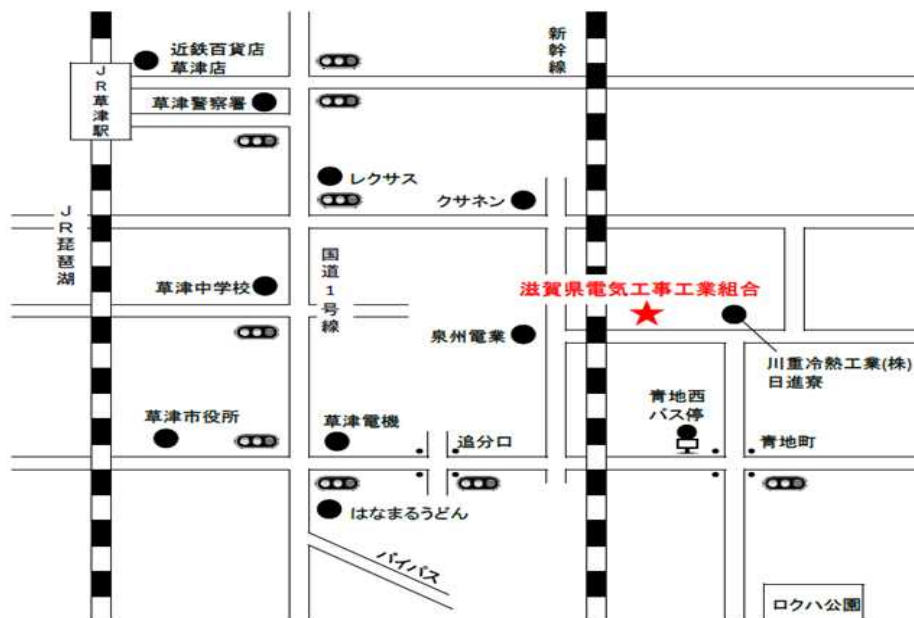 近鉄百貨店
草津店
新幹線
JR草津駅
草津警察署
レクサス
クサネン
JR琵琶湖
国道1号線
草津中学校
滋賀県電気工事工業組合
泉州電業
川重冷熱工業(株)
日進寮
青地西
バス停
草津市役所
草津電機
追分口
青地町
はなまるうどん
バイパス
ロクハ公園